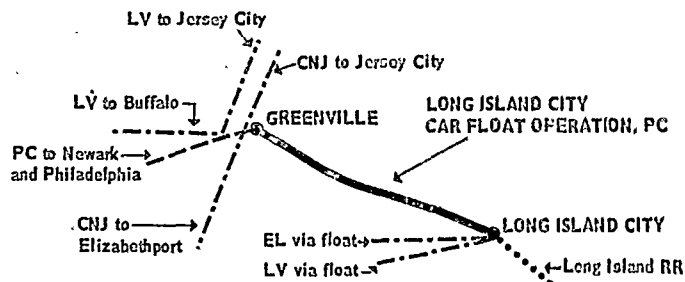 LV to Jersey City
CNJ to Jersey City
LV to Buffalo
GREENVILLE
LONG ISLAND CITY
CAR FLOAT OPERATION, PC
PC to Newark
and Philadelphia
CNJ to
Elizabethport
EL via float
LV via float
LONG ISLAND CITY
Long Island RR